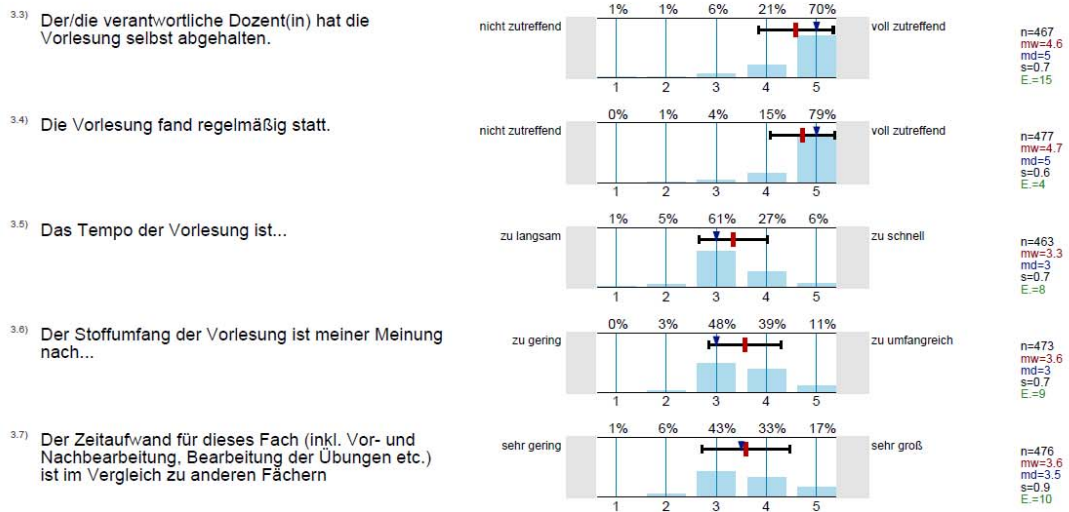 3.3) Der/die verantwortliche Dozent(in) hat die
Vorlesung selbst abgehalten.
nicht zutreffend
1% 1% 6% 21% 70%
1 2 3 4 5
voll zutreffend
n=467
mw=4.6
md=5
s=0.7
E.=15
3.4) Die Vorlesung fand regelmäßig statt.
nicht zutreffend
0% 1% 4% 15% 79%
1 2 3 4 5
voll zutreffend
n=477
mw=4.7
md=5
s=0.6
E.=4
3.5) Das Tempo der Vorlesung ist...
zu langsam
1% 5% 61% 27% 6%
1 2 3 4 5
zu schnell
n=463
mw=3.3
md=3
s=0.7
E.=8
3.6) Der Stoffumfang der Vorlesung ist meiner Meinung
nach...
zu gering
0% 3% 48% 39% 11%
1 2 3 4 5
zu umfangreich
n=473
mw=3.6
md=3
s=0.7
E.=9
3.7) Der Zeitaufwand für dieses Fach (inkl. Vor- und
Nachbearbeitung, Bearbeitung der Übungen etc.)
ist im Vergleich zu anderen Fächern
sehr gering
1% 6% 43% 33% 17%
1 2 3 4 5
sehr groß
n=476
mw=3.6
md=3.5
s=0.9
E.=10